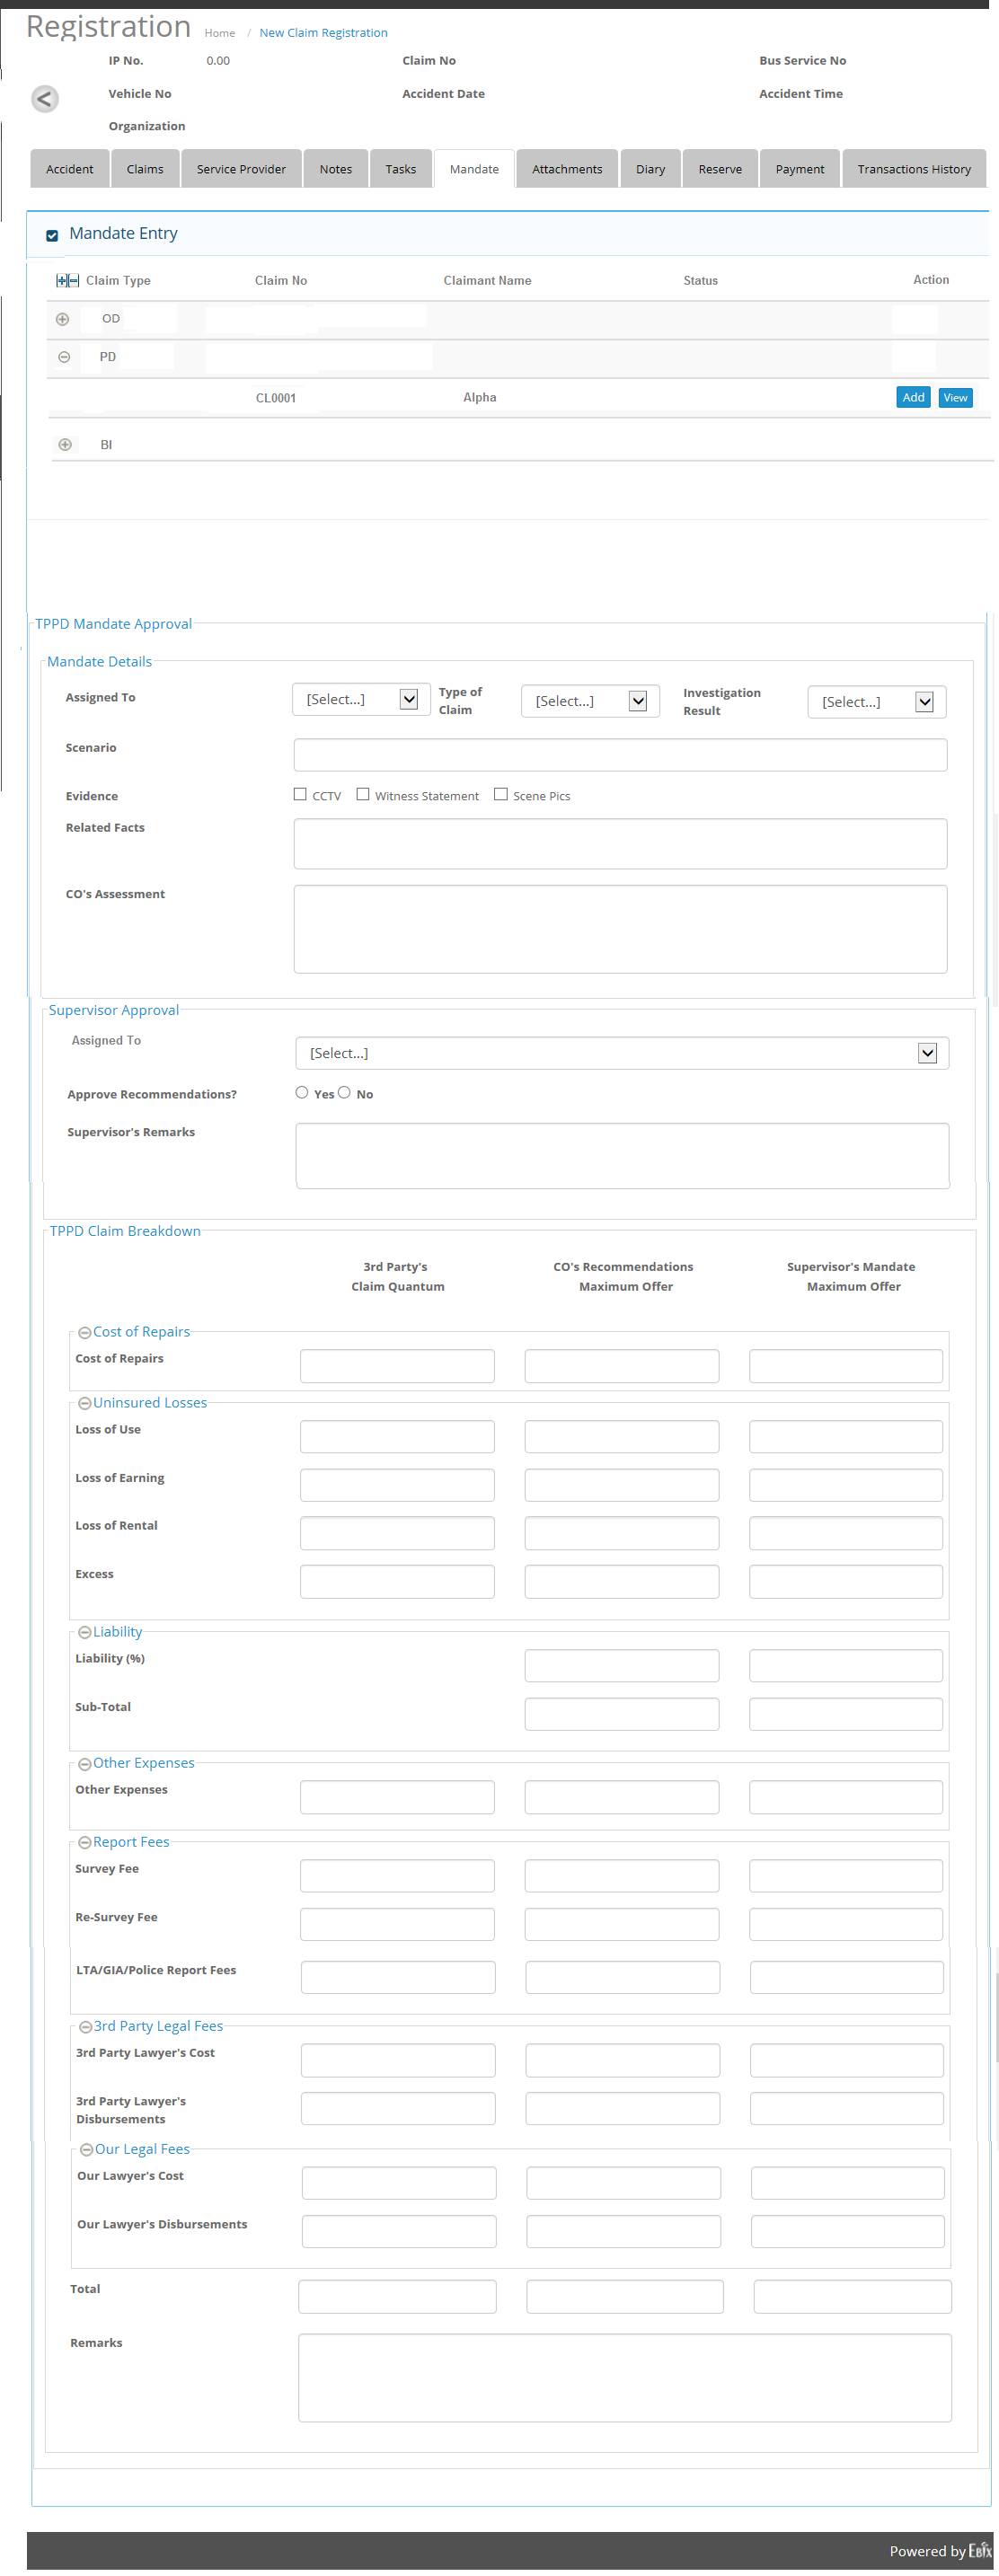 Registration Home / New Claim Registration
IP No. 0.00 Claim No Bus Service No
Vehicle No Accident Date Accident Time
Organization
Accident Claims Service Provider Notes Tasks Mandate Attachments Diary Reserve Payment Transactions History
Mandate Entry
Claim Type Claim No Claimant Name Status Action
OD
PD
CL0001 Alpha Add View
BI
TPPD Mandate Approval
Mandate Details
Assigned To [Select...] Type of Claim [Select...] Investigation Result [Select...]
Scenario
Evidence CCTV Witness Statement Scene Pics
Related Facts
CO's Assessment
Supervisor Approval
Assigned To [Select...]
Approve Recommendations? Yes No
Supervisor's Remarks
TPPD Claim Breakdown
3rd Party's CO's Recommendations Supervisor's Mandate
Claim Quantum Maximum Offer Maximum Offer
Cost of Repairs
Cost of Repairs
Uninsured Losses
Loss of Use
Loss of Earning
Loss of Rental
Excess
Liability
Liability (%)
Sub-Total
Other Expenses
Other Expenses
Report Fees
Survey Fee
Re-Survey Fee
LTA/GIA/Police Report Fees
3rd Party Legal Fees
3rd Party Lawyer's Cost
3rd Party Lawyer's
Disbursements
Our Legal Fees
Our Lawyer's Cost
Our Lawyer's Disbursements
Total
Remarks
Powered by Ebix